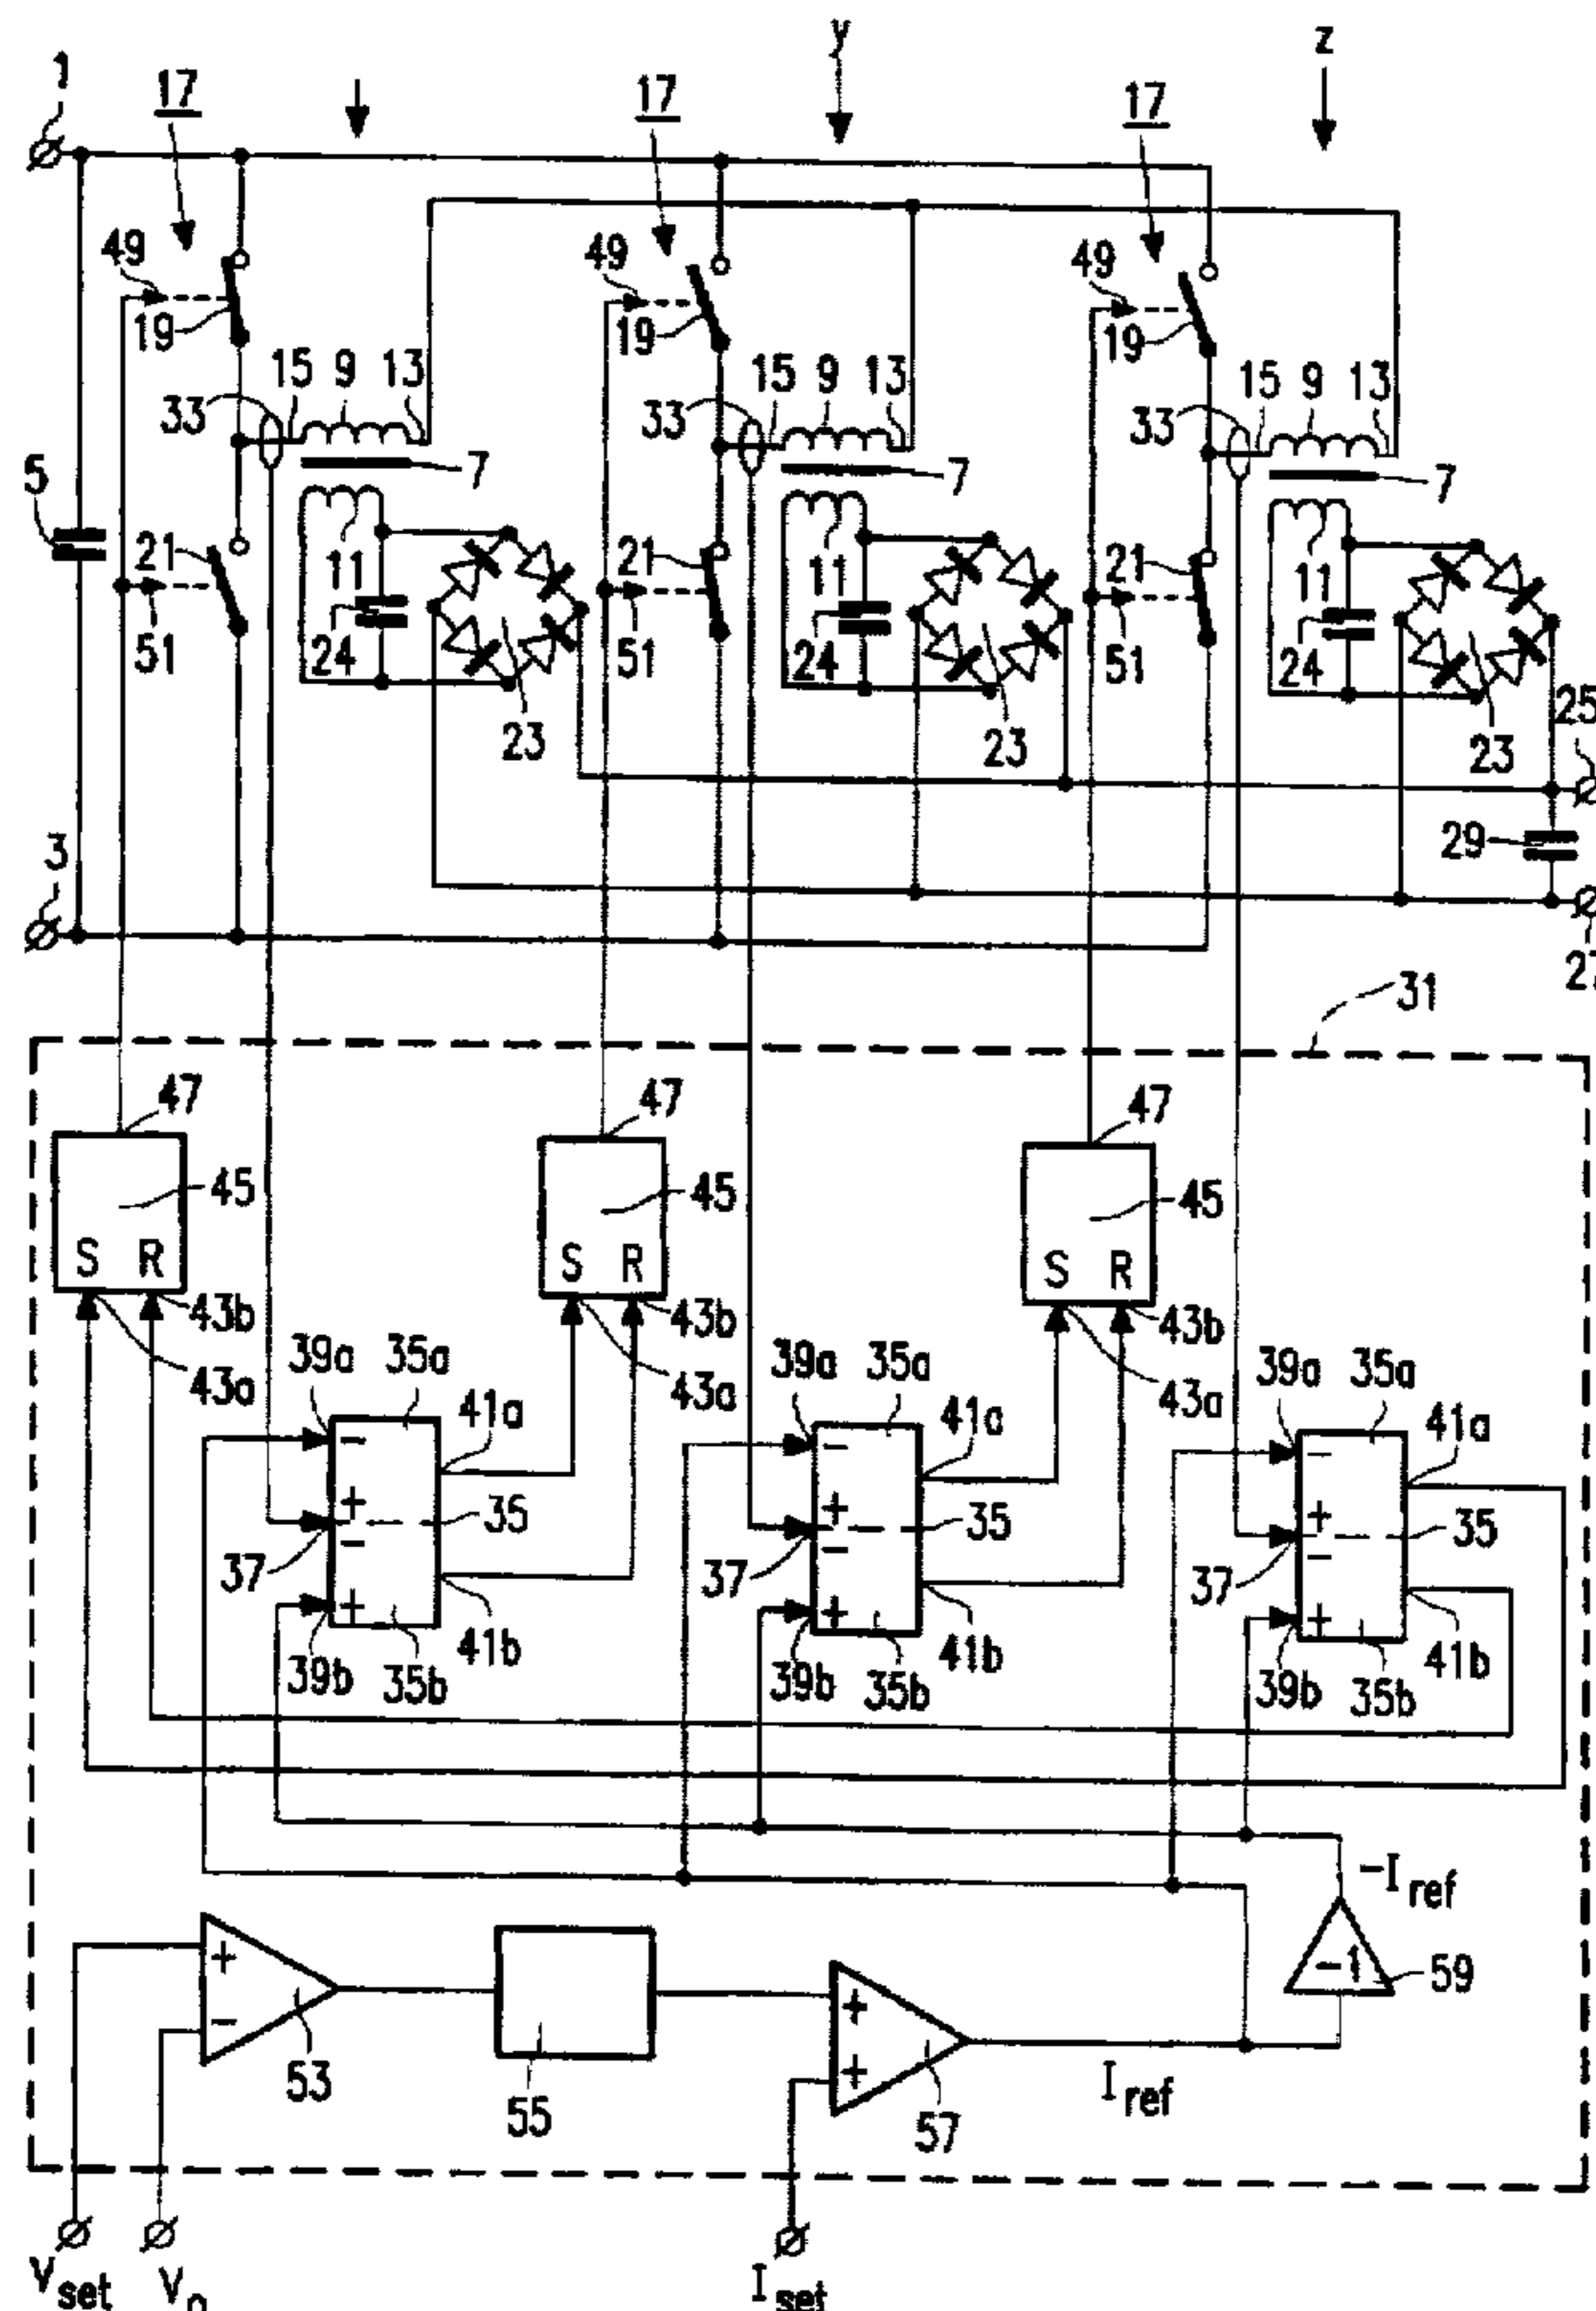 y z
1 17 17 17
49 49 49
19 19 19
15 9 13 15 9 13 15 9 13
33 33 33
7 7 7
5
21 21 21
11 11 11
51 24 51 24 51 24
23 23 23
25
3
29
27
31
47 47 47
45 45 45
S R S R S R
43b 43b 43b
43a 43a 43a
39a 35a 39a 35a 39a 35a
41a 41a 41a
− − −
+ + +
35 35 35
37 − 37 − 37 −
+ + +
39b 35b 41b 39b 35b 41b 39b 35b 41b
-I ref
+ −1 59
− + +
53 55 57 I ref
V set V I set